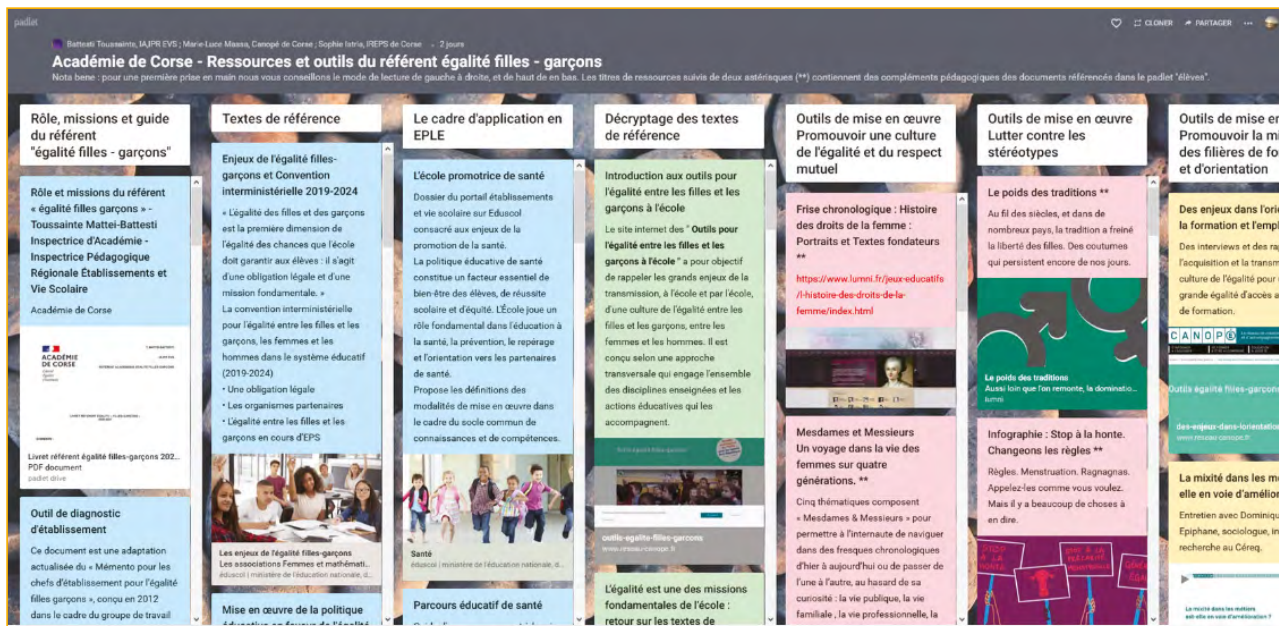 padlet
CLONER
PARTAGER
Battesti Toussainte, IA,IPR EVS ; Marie-Luce Massa, Canopé de Corse ; Sophie Istria, IREPS de Corse · 2 jours
Académie de Corse - Ressources et outils du référent égalité filles - garçons
Nota bene : pour une première prise en main nous vous conseillons le mode de lecture de gauche à droite, et de haut de en bas. Les titres de ressources suivis de deux astérisques (**) contiennent des compléments pédagogiques des documents référencés dans le padlet "élèves".
Rôle, missions et guide
du référent
"égalité filles - garçons"
Rôle et missions du référent
« égalité filles garçons » -
Toussainte Mattei-Battesti
Inspectrice d'Académie -
Inspectrice Pédagogique
Régionale Établissements et
Vie Scolaire
Académie de Corse
ACADÉMIE
DE CORSE
Livret référent égalité filles-garçons 202...
PDF document
padlet drive
Outil de diagnostic
d'établissement
Ce document est une adaptation
actualisée du « Mémento pour les
chefs d'établissement pour l'égalité
filles garçons », conçu en 2012
dans le cadre du groupe de travail
Textes de référence
Enjeux de l'égalité filles-
garçons et Convention
interministérielle 2019-2024
« L'égalité des filles et des garçons
est la première dimension de
l'égalité des chances que l'école
doit garantir aux élèves : il s'agit
d'une obligation légale et d'une
mission fondamentale. »
La convention interministérielle
pour l'égalité entre les filles et les
garçons, les femmes et les
hommes dans le système éducatif
(2019-2024)
• Une obligation légale
• Les organismes partenaires
• L'égalité entre les filles et les
garçons en cours d'EPS
Les enjeux de l'égalité filles-garçons
Les associations Femmes et mathémati...
éduscol | ministère de l'éducation nationale, d...
Mise en œuvre de la politique
éducative en faveur de l'égalité
Le cadre d'application en
EPLE
L'école promotrice de santé
Dossier du portail établissements
et vie scolaire sur Eduscol
consacré aux enjeux de la
promotion de la santé.
La politique éducative de santé
constitue un facteur essentiel de
bien-être des élèves, de réussite
scolaire et d'équité. L'École joue un
rôle fondamental dans l'éducation à
la santé, la prévention, le repérage
et l'orientation vers les partenaires
de santé.
Propose les définitions des
modalités de mise en œuvre dans
le cadre du socle commun de
connaissances et de compétences.
Santé
éduscol | ministère de l'éducation nationale, d...
Parcours éducatif de santé
Décryptage des textes
de référence
Introduction aux outils pour
l'égalité entre les filles et les
garçons à l'école
Le site internet des " Outils pour
l'égalité entre les filles et les
garçons à l'école " a pour objectif
de rappeler les grands enjeux de la
transmission, à l'école et par l'école,
d'une culture de l'égalité entre les
filles et les garçons, entre les
femmes et les hommes. Il est
conçu selon une approche
transversale qui engage l'ensemble
des disciplines enseignées et les
actions éducatives qui les
accompagnent.
outils-egalite-filles-garcons
www.reseau-canope.fr
L'égalité est une des missions
fondamentales de l'école :
retour sur les textes de
Outils de mise en œuvre
Promouvoir une culture
de l'égalité et du respect
mutuel
Frise chronologique : Histoire
des droits de la femme :
Portraits et Textes fondateurs
**
https://www.lumni.fr/jeux-educatifs
/l-histoire-des-droits-de-la-
femme/index.html
Mesdames et Messieurs
Un voyage dans la vie des
femmes sur quatre
générations. **
Cinq thématiques composent
« Mesdames & Messieurs » pour
permettre à l'internaute de naviguer
dans des fresques chronologiques
d'hier à aujourd'hui ou de passer de
l'une à l'autre, au hasard de sa
curiosité : la vie publique, la vie
familiale , la vie professionnelle, la
Outils de mise en œuvre
Lutter contre les
stéréotypes
Le poids des traditions **
Au fil des siècles, et dans de
nombreux pays, la tradition a freiné
la liberté des filles. Des coutumes
qui persistent encore de nos jours.
Le poids des traditions
Aussi loin que l'on remonte, la dominatio...
lumni
Infographie : Stop à la honte.
Changeons les règles **
Règles. Menstruation. Ragnagnas.
Appelez-les comme vous voulez.
Mais il y a beaucoup de choses à
en dire.
STOP
À LA
HONTE
Outils de mise en
Promouvoir la mi
des filières de fo
et d'orientation
Des enjeux dans l'orie
la formation et l'empl
Des interviews et des rap
l'acquisition et la transm
culture de l'égalité pour
grande égalité d'accès a
de formation.
CANOPÉ
Outils égalité filles-garçons
des-enjeux-dans-lorientation
www.reseau-canope.fr
La mixité dans les mé
elle en voie d'amélior
Entretien avec Dominiqu
Epiphane, sociologue, in
recherche au Céreq.
La mixité dans les métiers
est-elle en voie d'amélioration ?